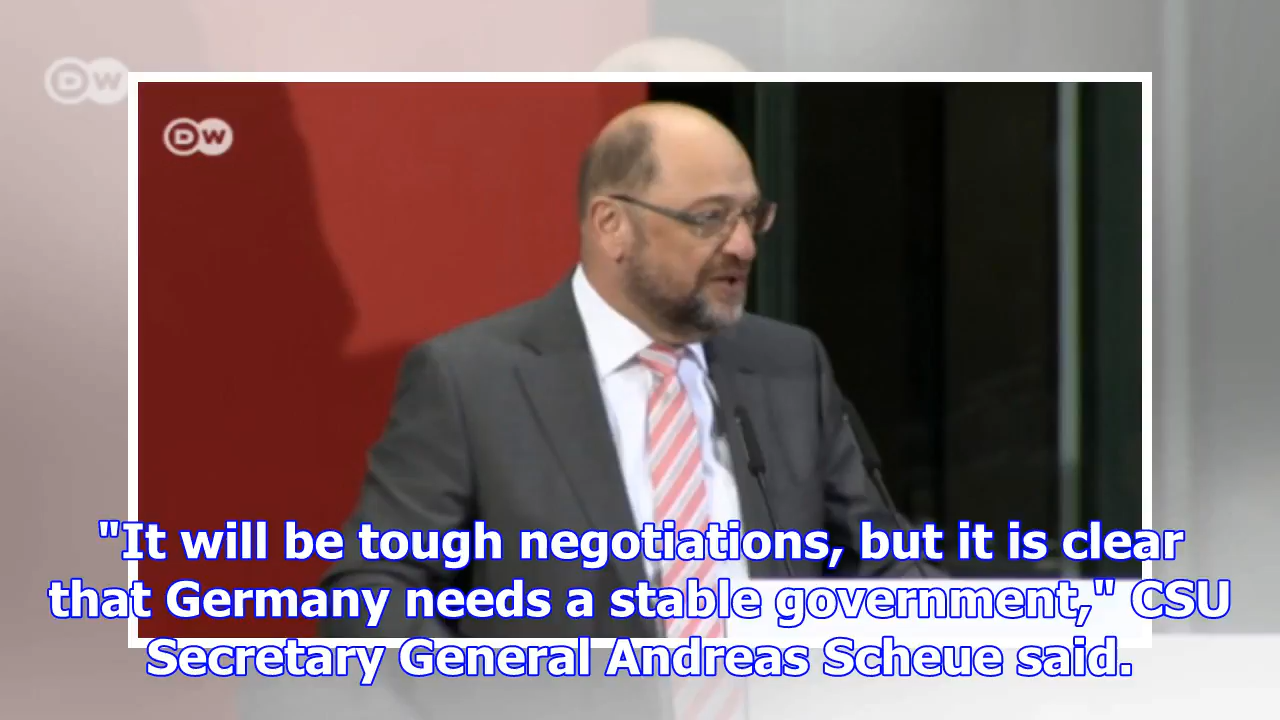 DW
DW
"It will be tough negotiations, but it is clear
that Germany needs a stable government," CSU
Secretary General Andreas Scheue said.